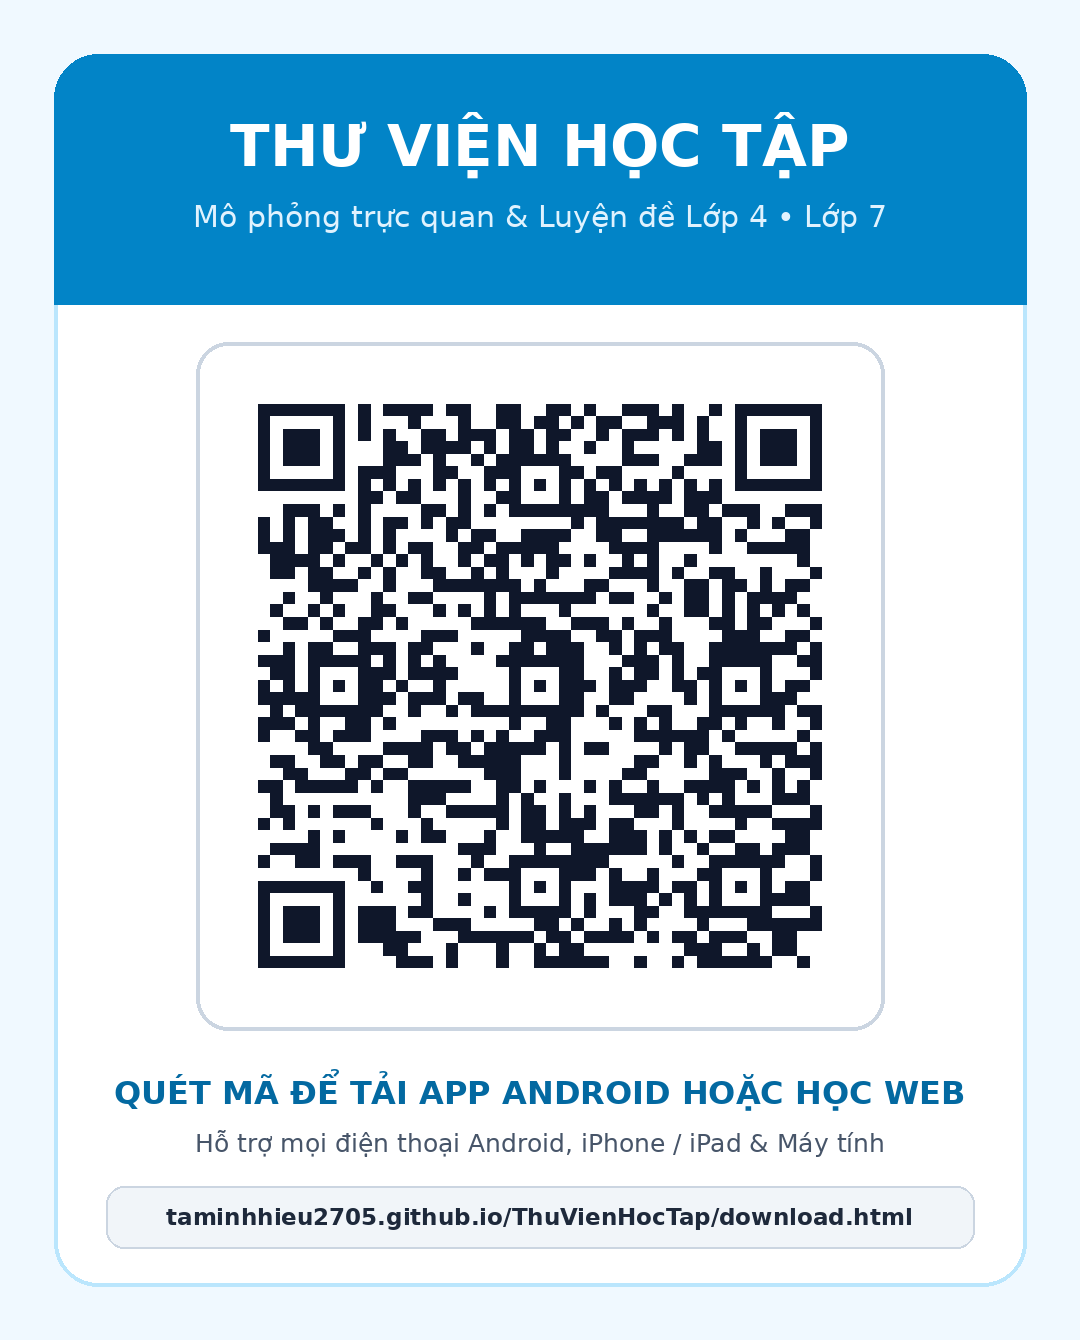 THƯ VIỆN HỌC TẬP
Mô phỏng trực quan & Luyện đề Lớp 4 • Lớp 7
QUÉT MÃ ĐỂ TẢI APP ANDROID HOẶC HỌC WEB
Hỗ trợ mọi điện thoại Android, iPhone / iPad & Máy tính
taminhhieu2705.github.io/ThuVienHocTap/download.html